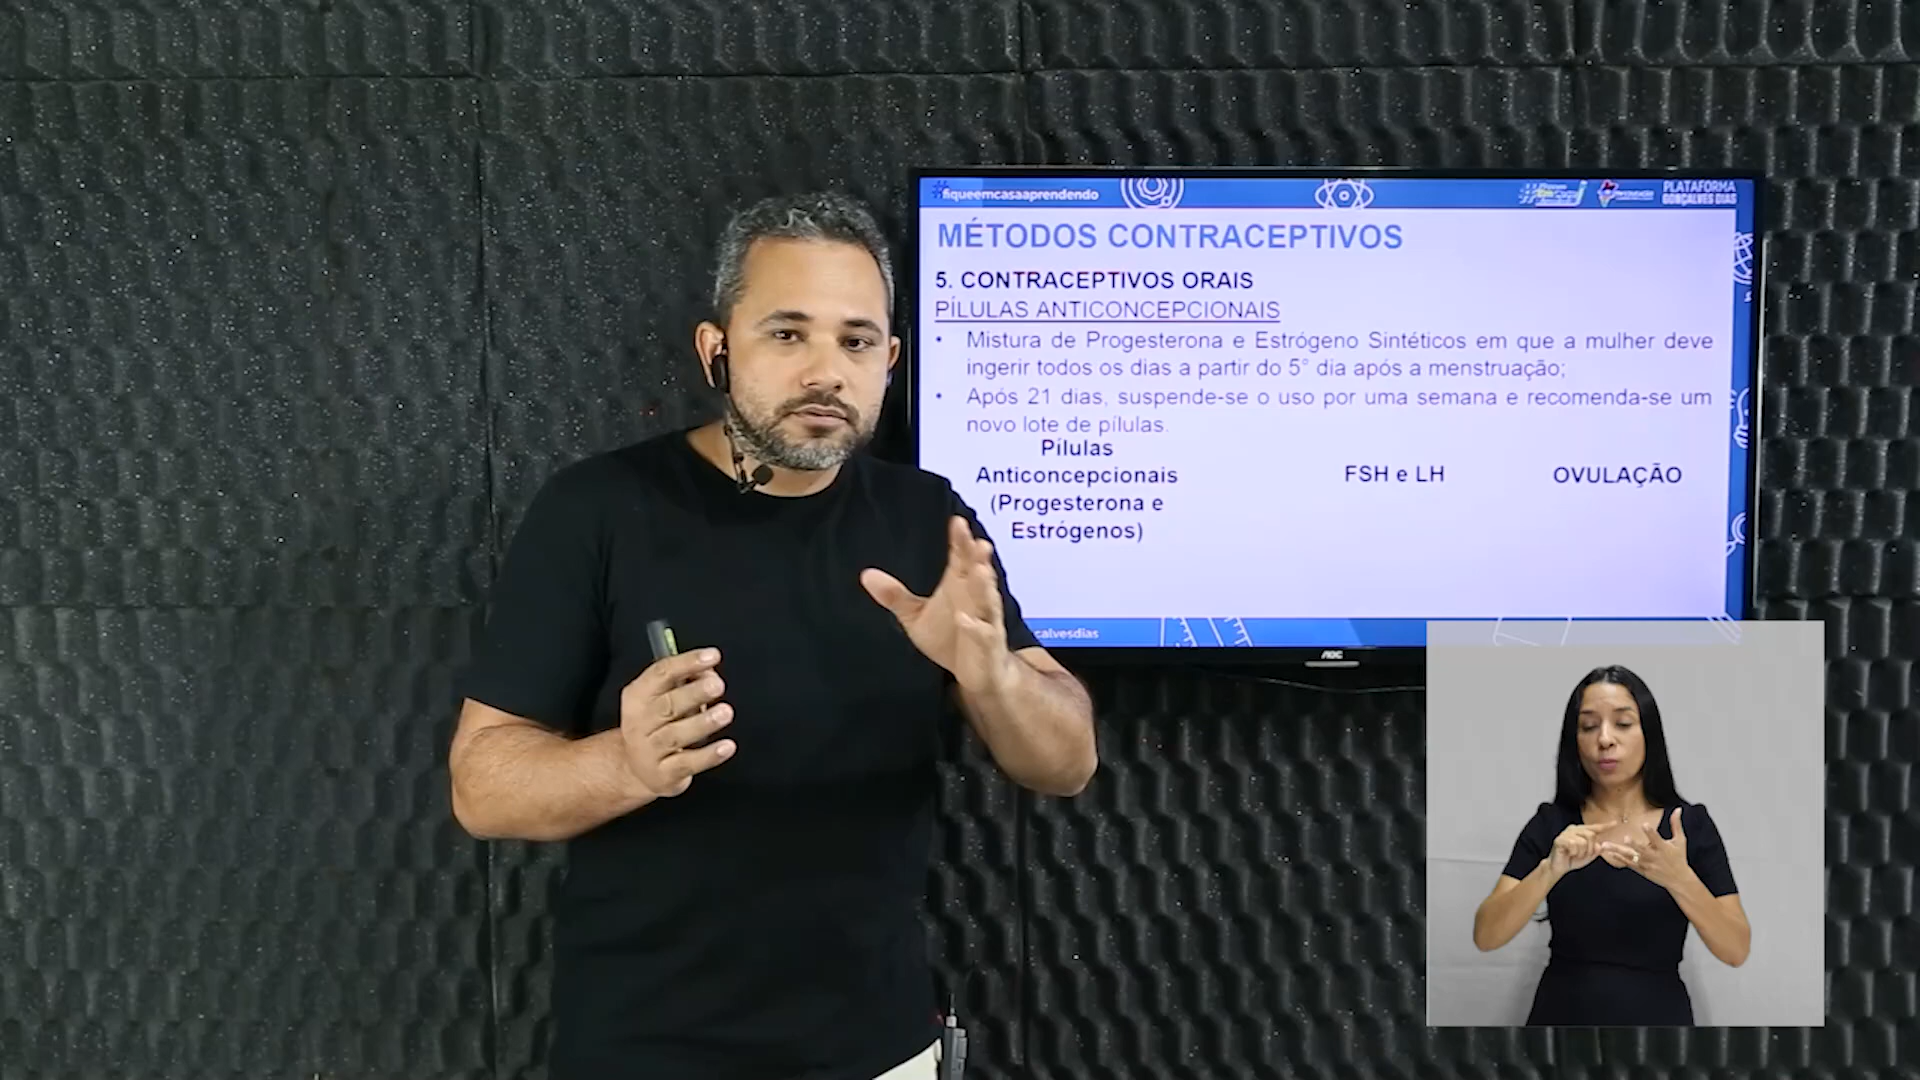 #fiqueemcasaaprendendo
PLATAFORMA
GONÇALVES DIAS
MÉTODOS CONTRACEPTIVOS
5. CONTRACEPTIVOS ORAIS
PÍLULAS ANTICONCEPCIONAIS
• Mistura de Progesterona e Estrógeno Sintéticos em que a mulher deve
ingerir todos os dias a partir do 5° dia após a menstruação;
• Após 21 dias, suspende-se o uso por uma semana e recomenda-se um
novo lote de pílulas.
Pílulas
Anticoncepcionais
(Progesterona e
Estrógenos)
FSH e LH
OVULAÇÃO
calvesdias
AOC